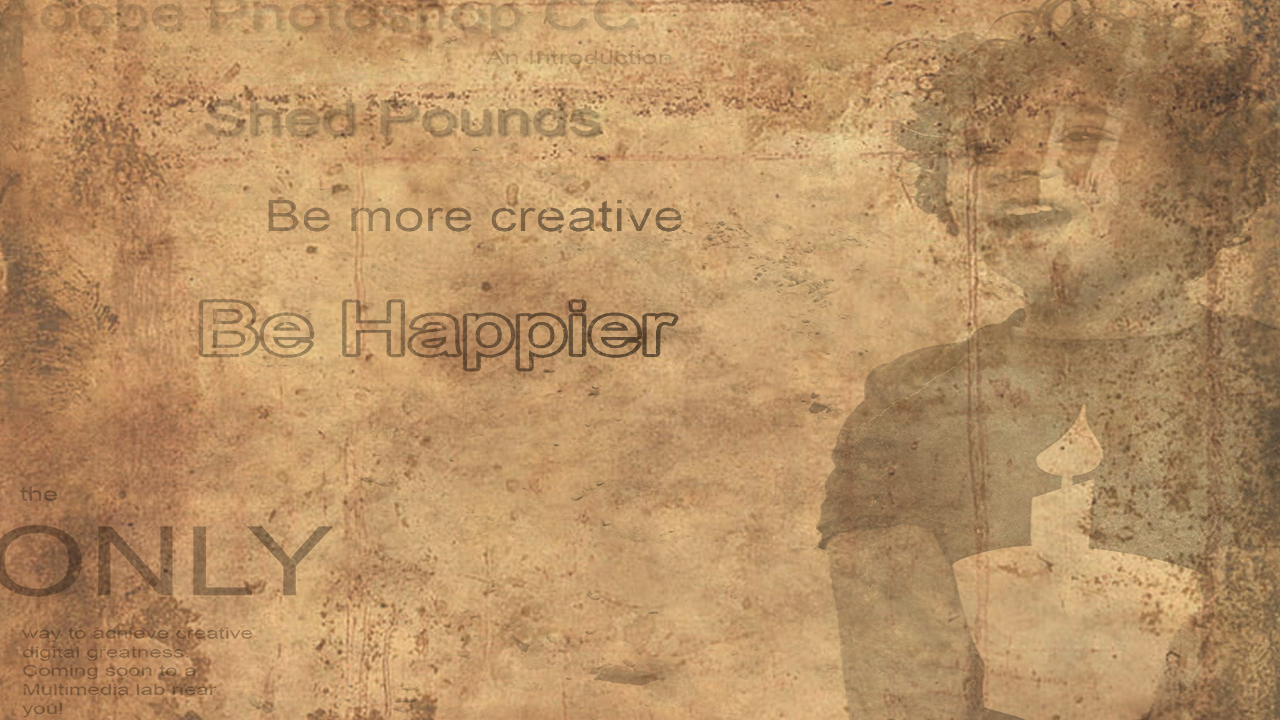 Adobe Photoshop CC
An Introduction
Shed Pounds
Be more creative
Be Happier
the
ONLY
way to achieve creative
digital greatness.
Coming soon to a
Multimedia lab near
you!